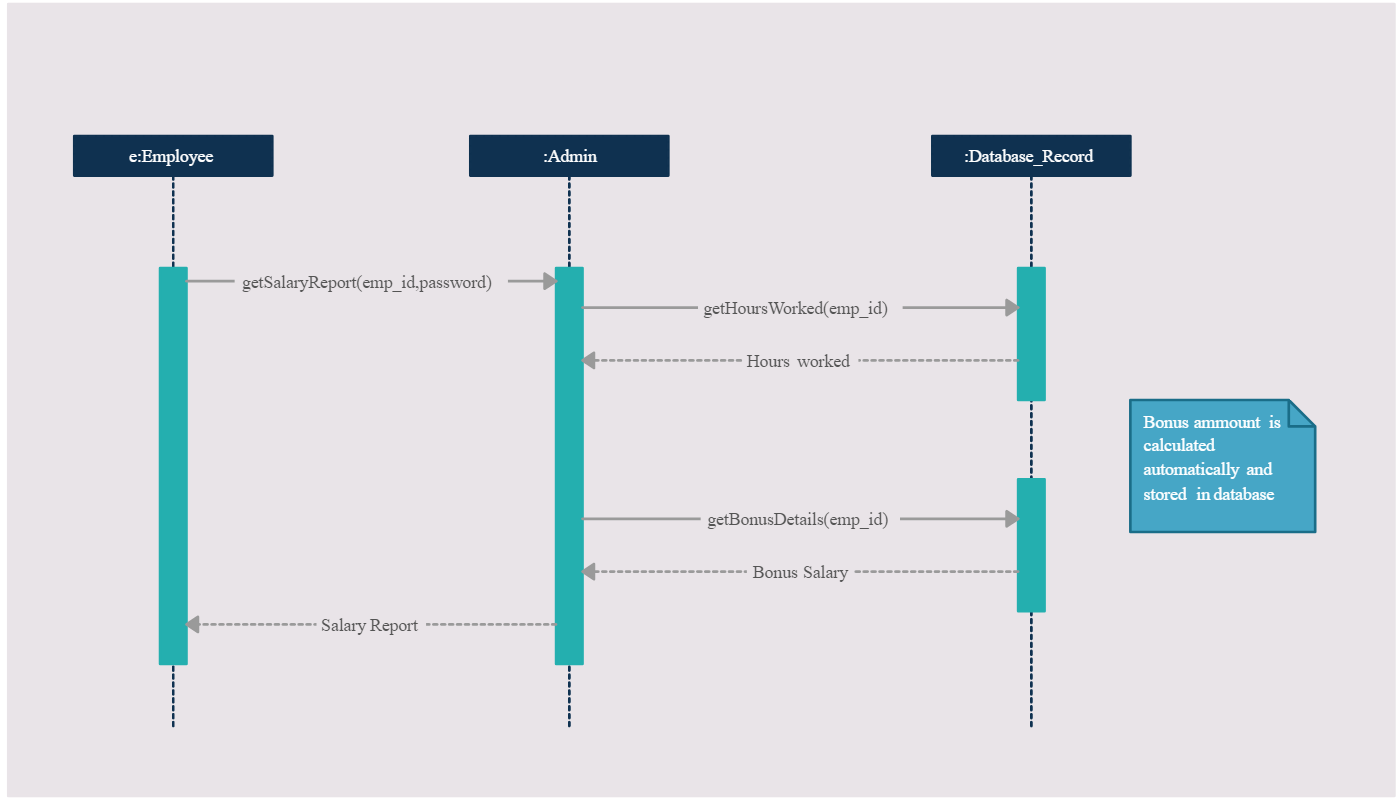 e:Employee
:Admin
:Database_Record
getSalaryReport(emp_id,password)
getHoursWorked(emp_id)
Hours worked
Bonus ammount is
calculated
automatically and
stored in database
getBonusDetails(emp_id)
Bonus Salary
Salary Report